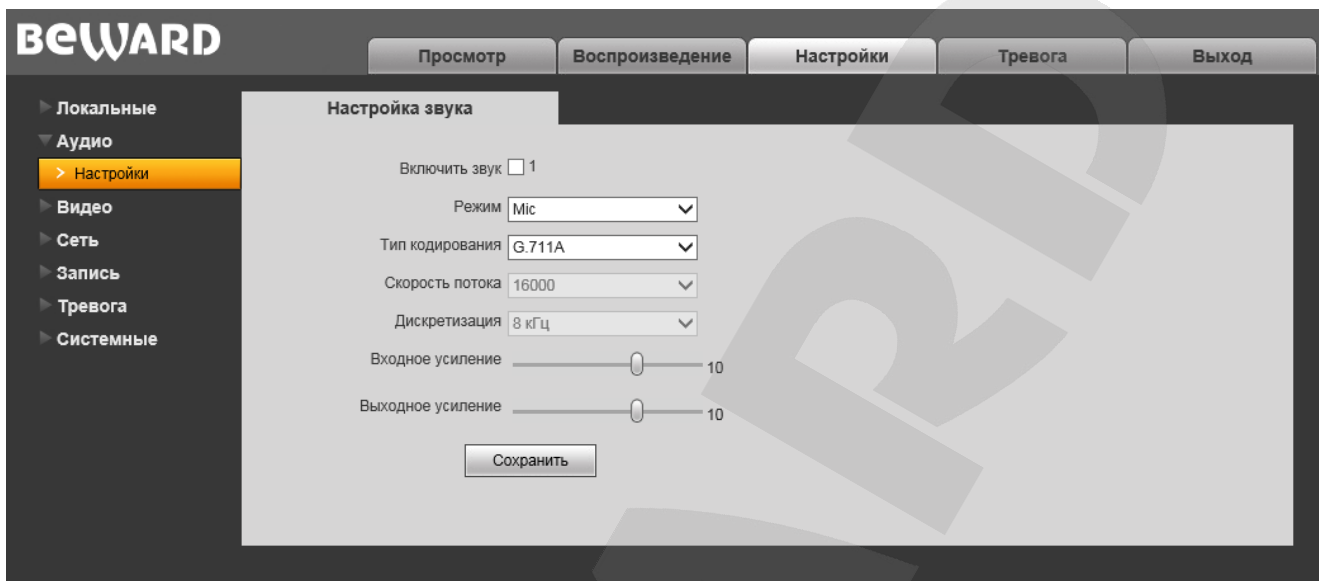 BEWARD
Просмотр Воспроизведение Настройки Тревога Выход
Локальные
Аудио
> Настройки
Видео
Сеть
Запись
Тревога
Системные
Настройка звука
Включить звук 1
Режим Mic
Тип кодирования G.711A
Скорость потока 16000
Дискретизация 8 кГц
Входное усиление 10
Выходное усиление 10
Сохранить